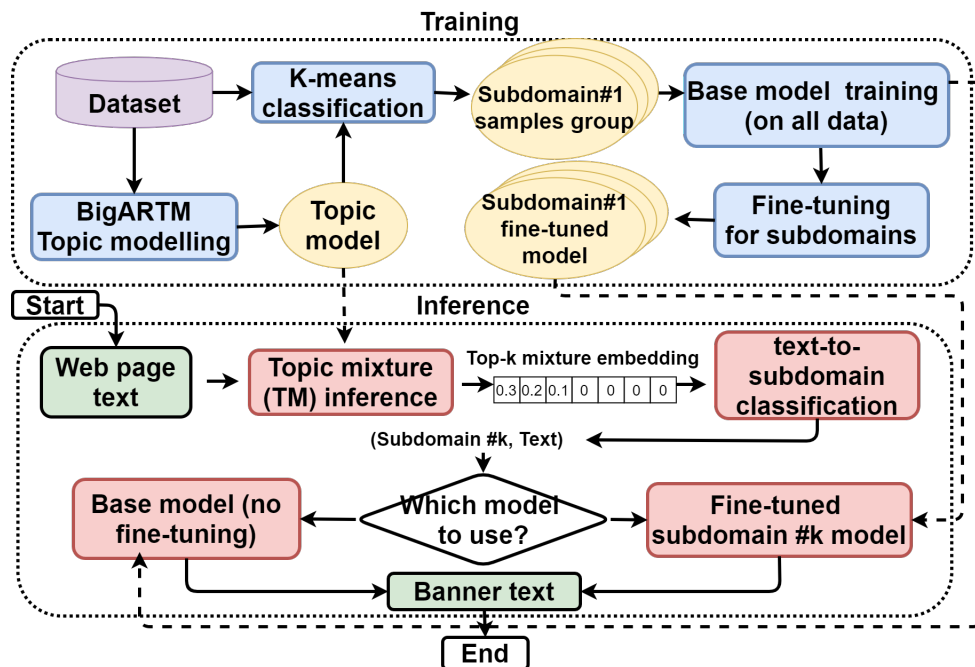 Training
Dataset
K-means
classification
Subdomain#1
samples group
Base model training
(on all data)
BigARTM
Topic modelling
Topic
model
Subdomain#1
fine-tuned
model
Fine-tuning
for subdomains
Start
Inference
Web page
text
Topic mixture
(TM) inference
Top-k mixture embedding
0.3 0.2 0.1 0 0 0 0
text-to-
subdomain
classification
(Subdomain #k, Text)
Base model (no
fine-tuning)
Which model
to use?
Fine-tuned
subdomain #k model
Banner text
End